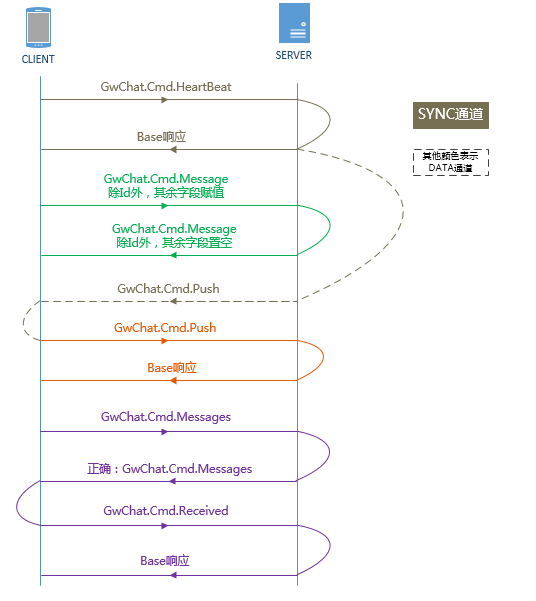 CLIENT
SERVER
GwChat.Cmd.HeartBeat
SYNC通道
Base响应
其他颜色表示
DATA通道
GwChat.Cmd.Message
除Id外，其余字段赋值
GwChat.Cmd.Message
除Id外，其余字段置空
GwChat.Cmd.Push
GwChat.Cmd.Push
Base响应
GwChat.Cmd.Messages
正确：GwChat.Cmd.Messages
GwChat.Cmd.Received
Base响应